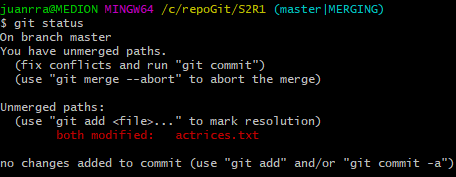 juanrra@MEDION MINGW64 /c/repoGit/S2R1 (master|MERGION)
$ git status
On branch master
You have unmerged paths.
  (fix conflicts and run "git commit")
  (use "git merge --abort" to abort the merge)

Unmerged paths:
  (use "git add <file>..." to mark resolution)
        both modified:   actrices.txt

no changes added to commit (use "git add" and/or "git commit -a")